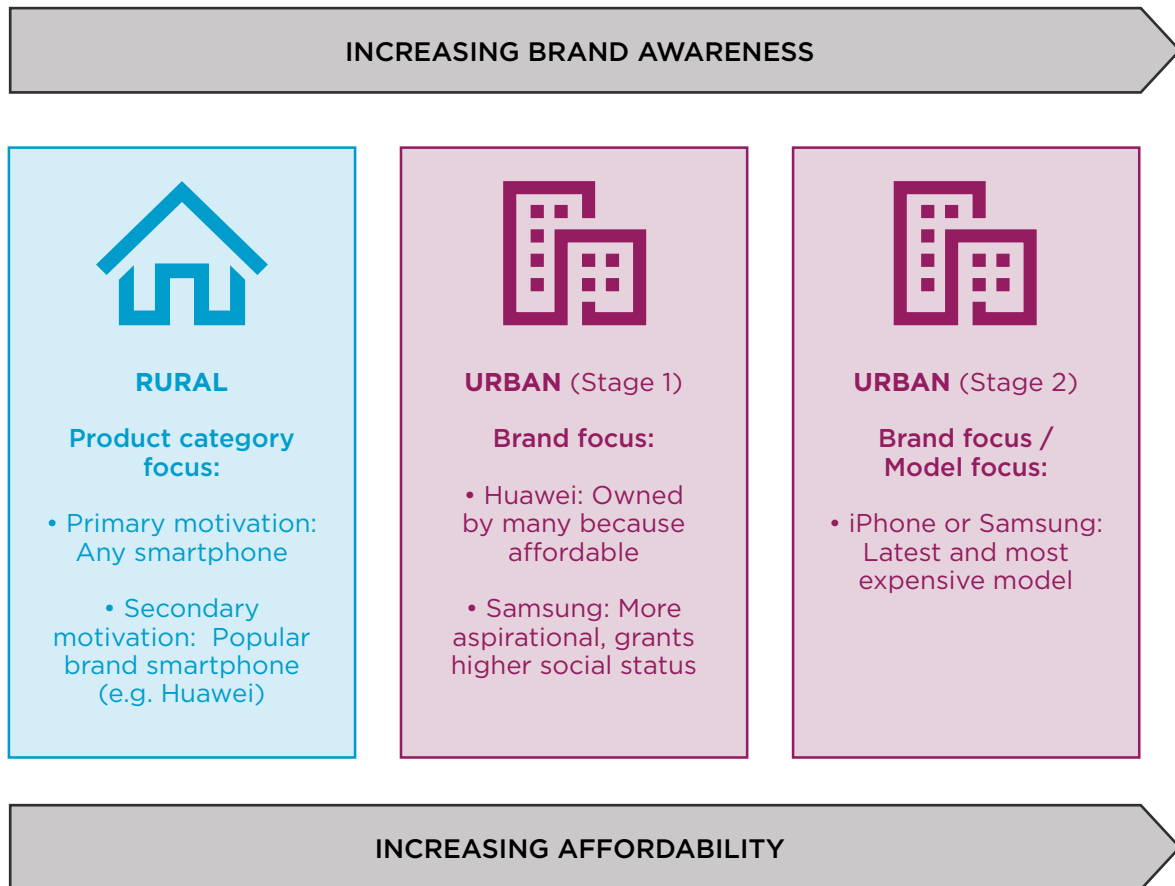 INCREASING BRAND AWARENESS
RURAL
Product category
focus:
• Primary motivation:
Any smartphone
• Secondary
motivation:  Popular
brand smartphone
(e.g. Huawei)
URBAN (Stage 1)
Brand focus:
• Huawei: Owned
by many because
affordable
• Samsung: More
aspirational, grants
higher social status
URBAN (Stage 2)
Brand focus /
Model focus:
• iPhone or Samsung:
Latest and most
expensive model
INCREASING AFFORDABILITY